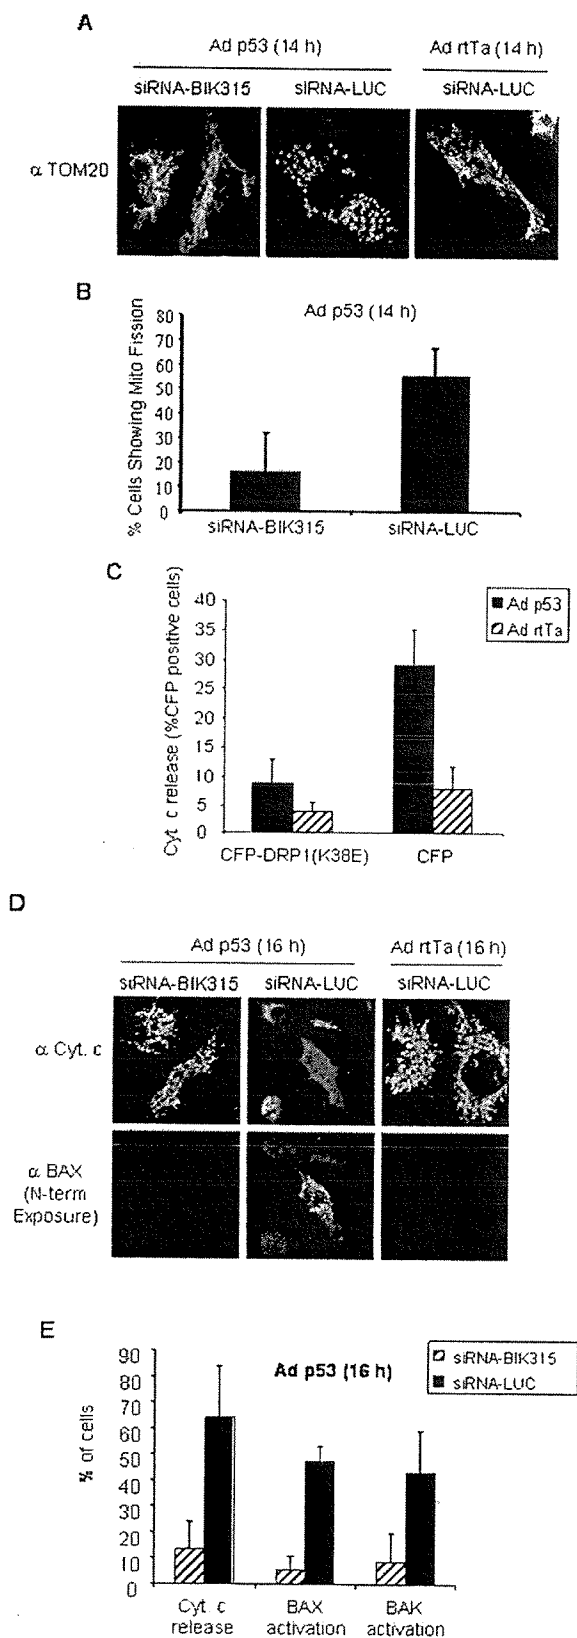 A
Ad p53 (14 h)
Ad rtTa (14 h)
siRNA-BIK315
siRNA-LUC
siRNA-LUC
α TOM20
B
Ad p53 (14 h)
% Cells Showing Mito Fission
80
70
60
50
40
30
20
10
0
siRNA-BIK315
siRNA-LUC
C
Cyt. c release (%CFP positive cells)
40
35
30
25
20
15
10
5
0
Ad p53
Ad rtTa
CFP-DRP1(K38E)
CFP
D
Ad p53 (16 h)
Ad rtTa (16 h)
siRNA-BIK315
siRNA-LUC
siRNA-LUC
α Cyt. c
α BAX
(N-term
Exposure)
E
Ad p53 (16 h)
siRNA-BIK315
siRNA-LUC
% of cells
90
80
70
60
50
40
30
20
10
0
Cyt. c
release
BAX
activation
BAK
activation